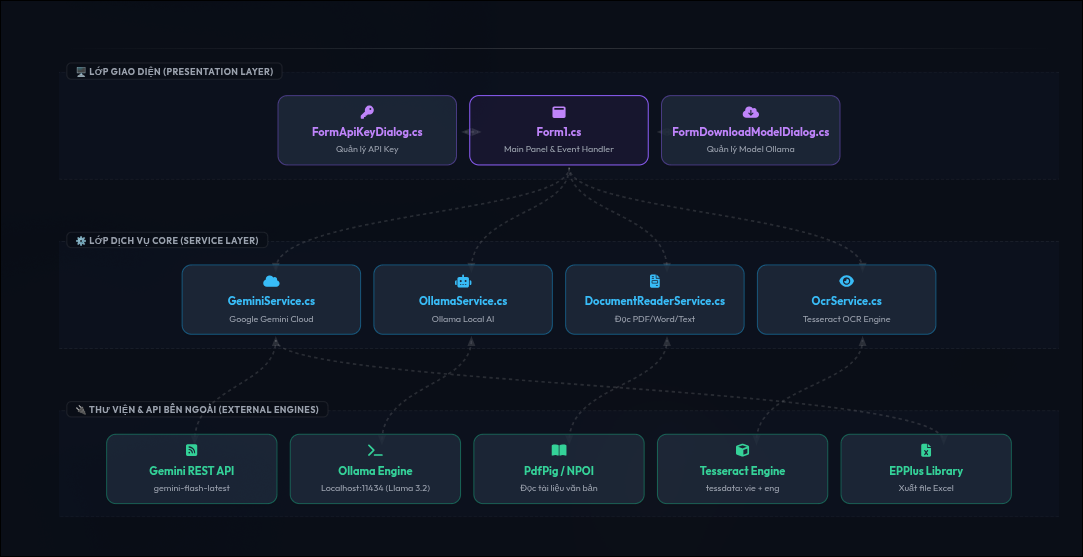 LỚP GIAO DIỆN (PRESENTATION LAYER)
FormApiKeyDialog.cs
Quản lý API Key
Form1.cs
Main Panel & Event Handler
FormDownloadModelDialog.cs
Quản lý Model Ollama
LỚP DỊCH VỤ CORE (SERVICE LAYER)
GeminiService.cs
Google Gemini Cloud
OllamaService.cs
Ollama Local AI
DocumentReaderService.cs
Đọc PDF/Word/Text
OcrService.cs
Tesseract OCR Engine
THƯ VIỆN & API BÊN NGOÀI (EXTERNAL ENGINES)
Gemini REST API
gemini-flash-latest
Ollama Engine
Localhost:11434 (Llama 3.2)
PdfPig / NPOI
Đọc tài liệu văn bản
Tesseract Engine
tessdata: vie + eng
EPPlus Library
Xuất file Excel